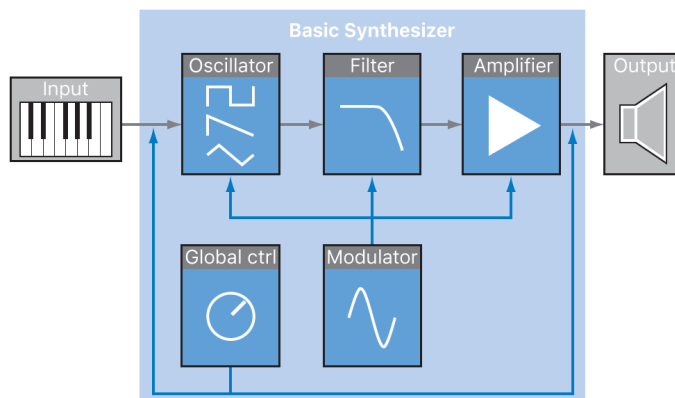 Basic Synthesizer
Input
Oscillator
Filter
Amplifier
Output
Global ctrl
Modulator